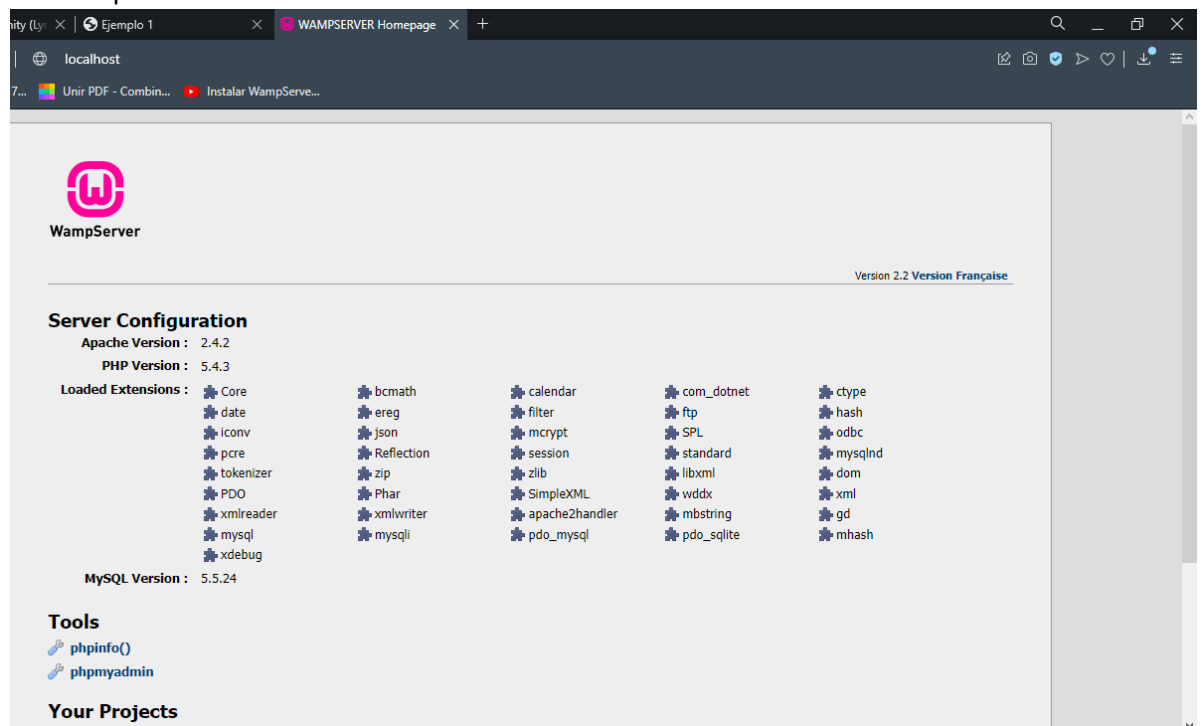 nity (Lyr
Ejemplo 1
WAMPSERVER Homepage
localhost
7...
Unir PDF - Combin...
Instalar WampServe...
WampServer
Version 2.2 Version Française
Server Configuration
Apache Version : 2.4.2
PHP Version : 5.4.3
Loaded Extensions : Core bcmath calendar com_dotnet ctype
date ereg filter ftp hash
iconv json mcrypt SPL odbc
pcre Reflection session standard mysqlnd
tokenizer zip zlib libxml dom
PDO Phar SimpleXML wddx xml
xmlreader xmlwriter apache2handler mbstring gd
mysql mysqli pdo_mysql pdo_sqlite mhash
xdebug
MySQL Version : 5.5.24
Tools
phpinfo()
phpmyadmin
Your Projects